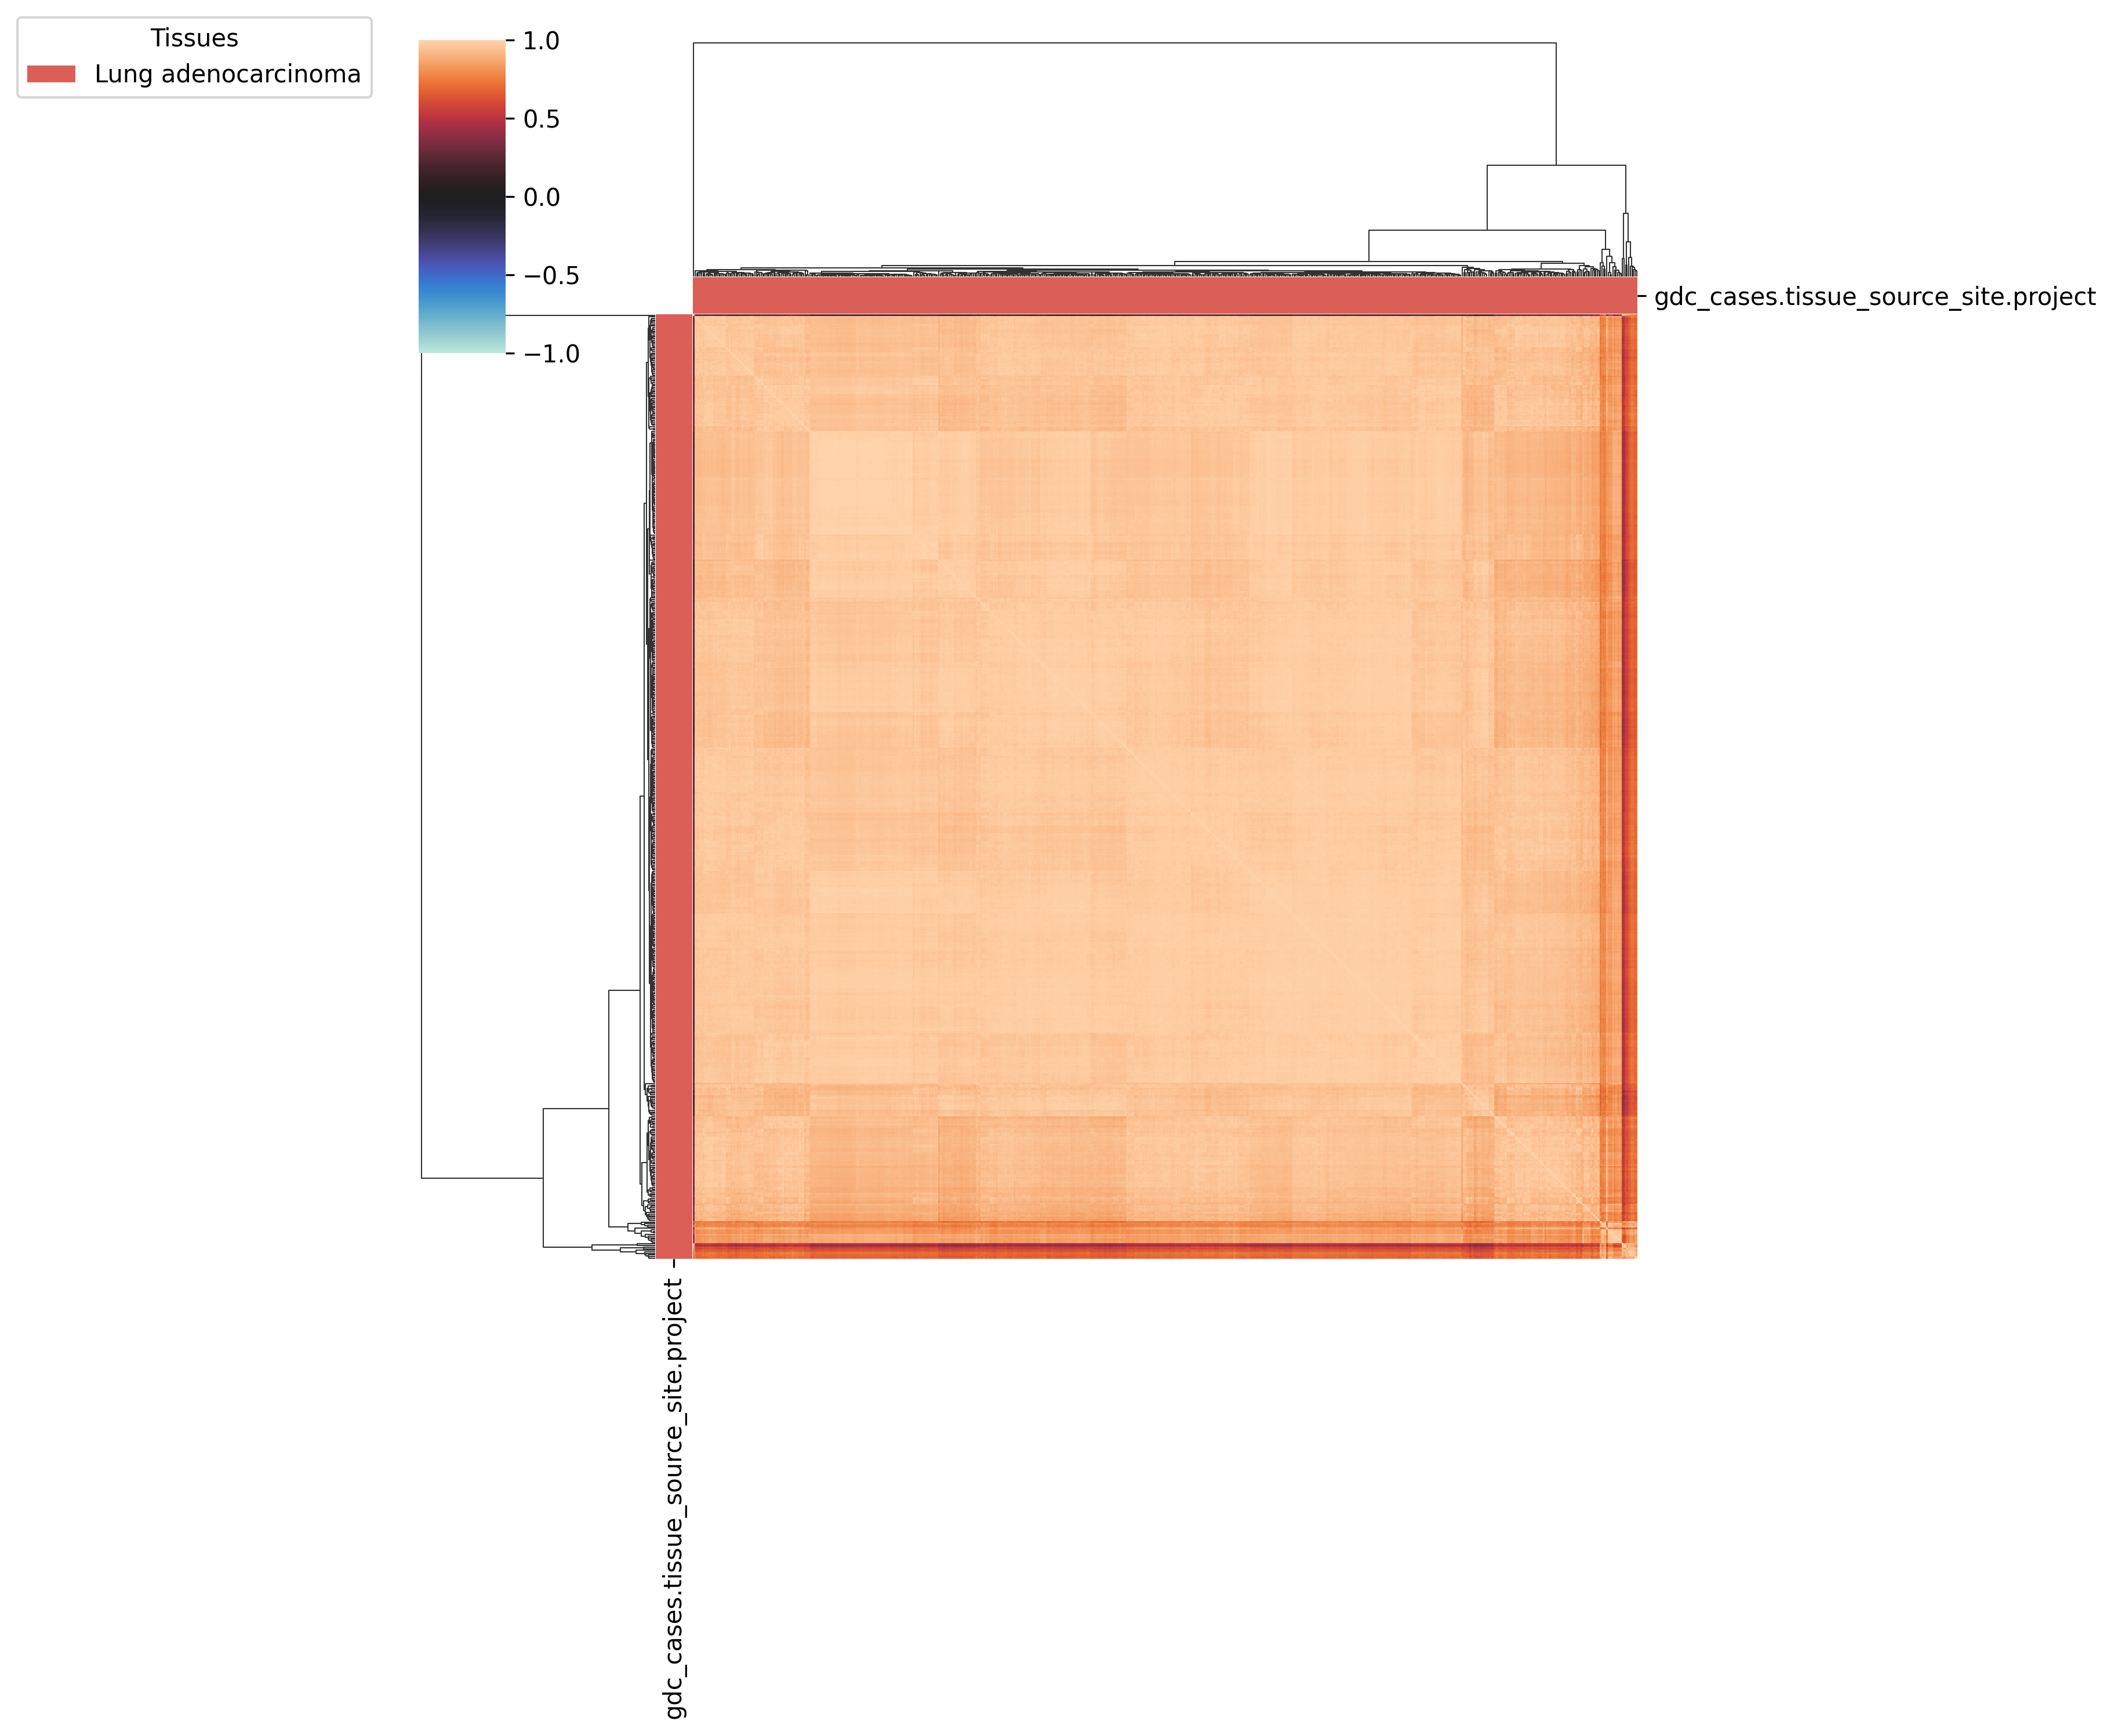 Tissues
Lung adenocarcinoma
1.0
0.5
0.0
−0.5
−1.0
gdc_cases.tissue_source_site.project
gdc_cases.tissue_source_site.project